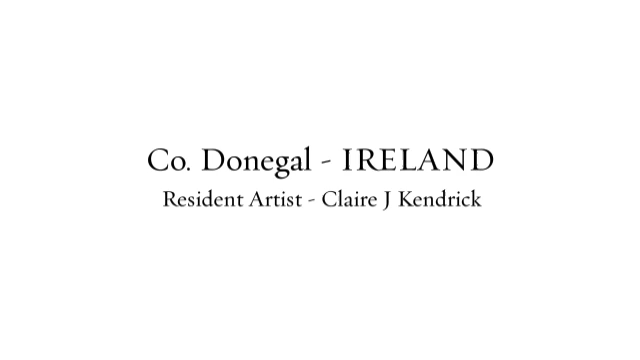 Co. Donegal - IRELAND
Resident Artist - Claire J Kendrick